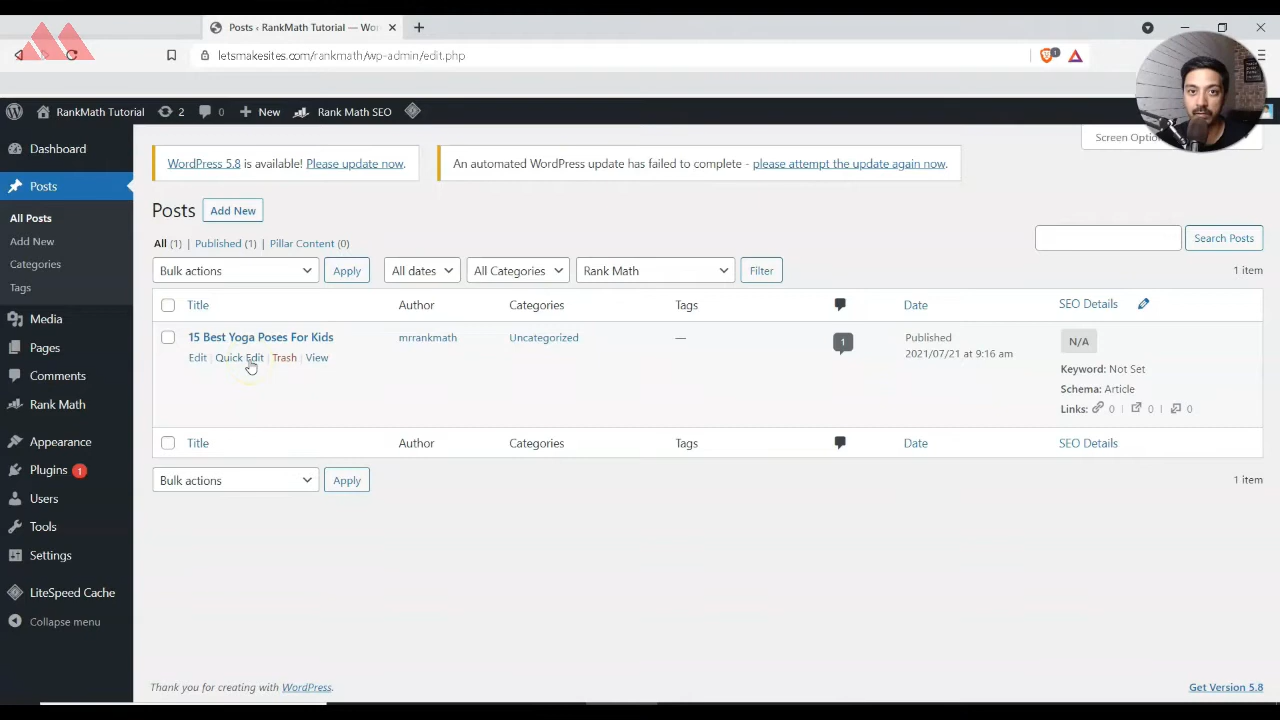 Posts ‹ RankMath Tutorial — Wo
letsmakesites.com/rankmath/wp-admin/edit.php
1
RankMath Tutorial 2 0 New Rank Math SEO
Screen
WordPress 5.8 is available! Please update now.
An automated WordPress update has failed to complete - please attempt the update again now.
Dashboard
Posts
All Posts
Add New
Categories
Tags
Media
Pages
Comments
Rank Math
Appearance
Plugins 1
Users
Tools
Settings
LiteSpeed Cache
Collapse menu
Posts Add New
All (1) | Published (1) | Pillar Content (0)
Search Posts
Bulk actions Apply All dates All Categories Rank Math Filter 1 item
Title Author Categories Tags Date SEO Details
15 Best Yoga Poses For Kids mrrankmath Uncategorized — 1 Published N/A
Edit | Quick Edit | Trash | View 2021/07/21 at 9:16 am
Keyword: Not Set
Schema: Article
Links: 0 | 0 | 0
Title Author Categories Tags Date SEO Details
Bulk actions Apply 1 item
Thank you for creating with WordPress. Get Version 5.8